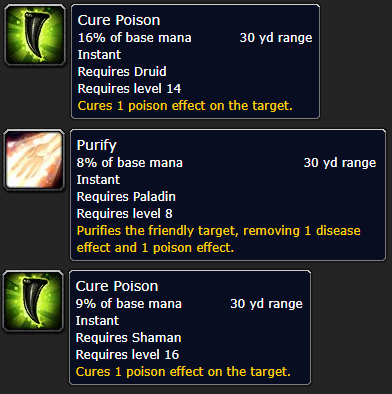 Cure Poison
16% of base mana 30 yd range
Instant
Requires Druid
Requires level 14
Cures 1 poison effect on the target.
Purify
8% of base mana 30 yd range
Instant
Requires Paladin
Requires level 8
Purifies the friendly target, removing 1 disease
effect and 1 poison effect.
Cure Poison
9% of base mana 30 yd range
Instant
Requires Shaman
Requires level 16
Cures 1 poison effect on the target.